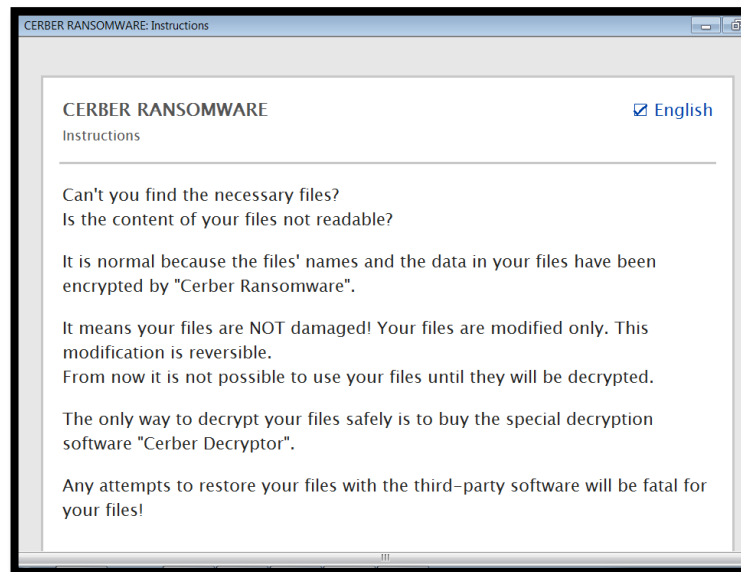 CERBER RANSOMWARE: Instructions
CERBER RANSOMWARE
English
Instructions
Can't you find the necessary files?
Is the content of your files not readable?
It is normal because the files' names and the data in your files have been
encrypted by "Cerber Ransomware".
It means your files are NOT damaged! Your files are modified only. This
modification is reversible.
From now it is not possible to use your files until they will be decrypted.
The only way to decrypt your files safely is to buy the special decryption
software "Cerber Decryptor".
Any attempts to restore your files with the third-party software will be fatal for
your files!